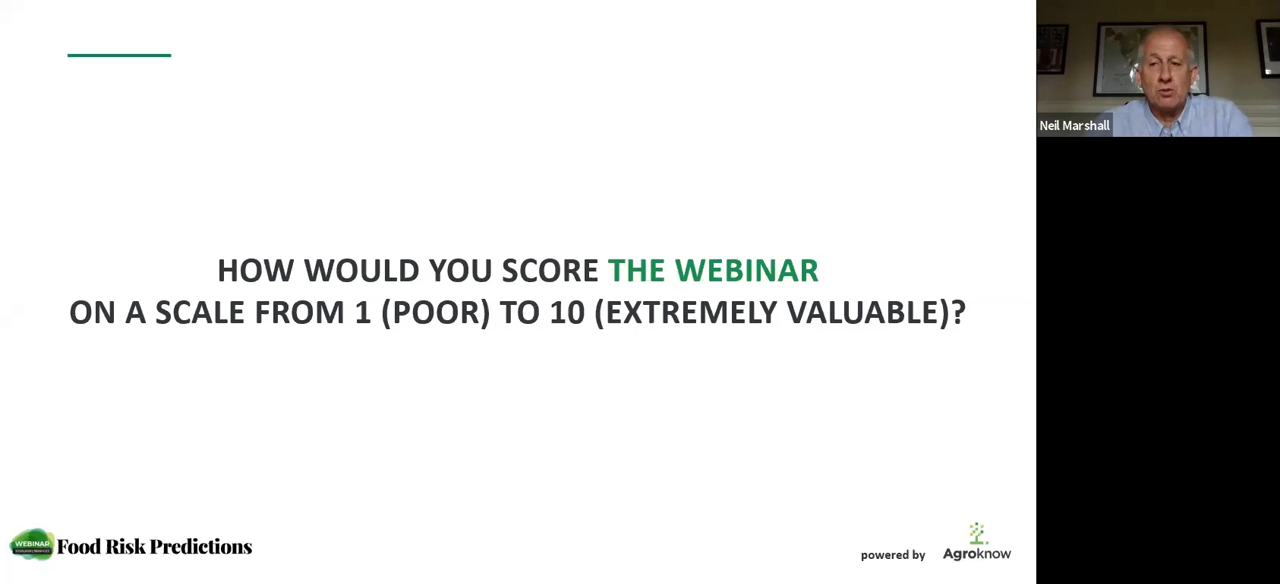 Neil Marshall
HOW WOULD YOU SCORE THE WEBINAR
ON A SCALE FROM 1 (POOR) TO 10 (EXTREMELY VALUABLE)?
WEBINAR
Food Risk Predictions
powered by
Agroknow